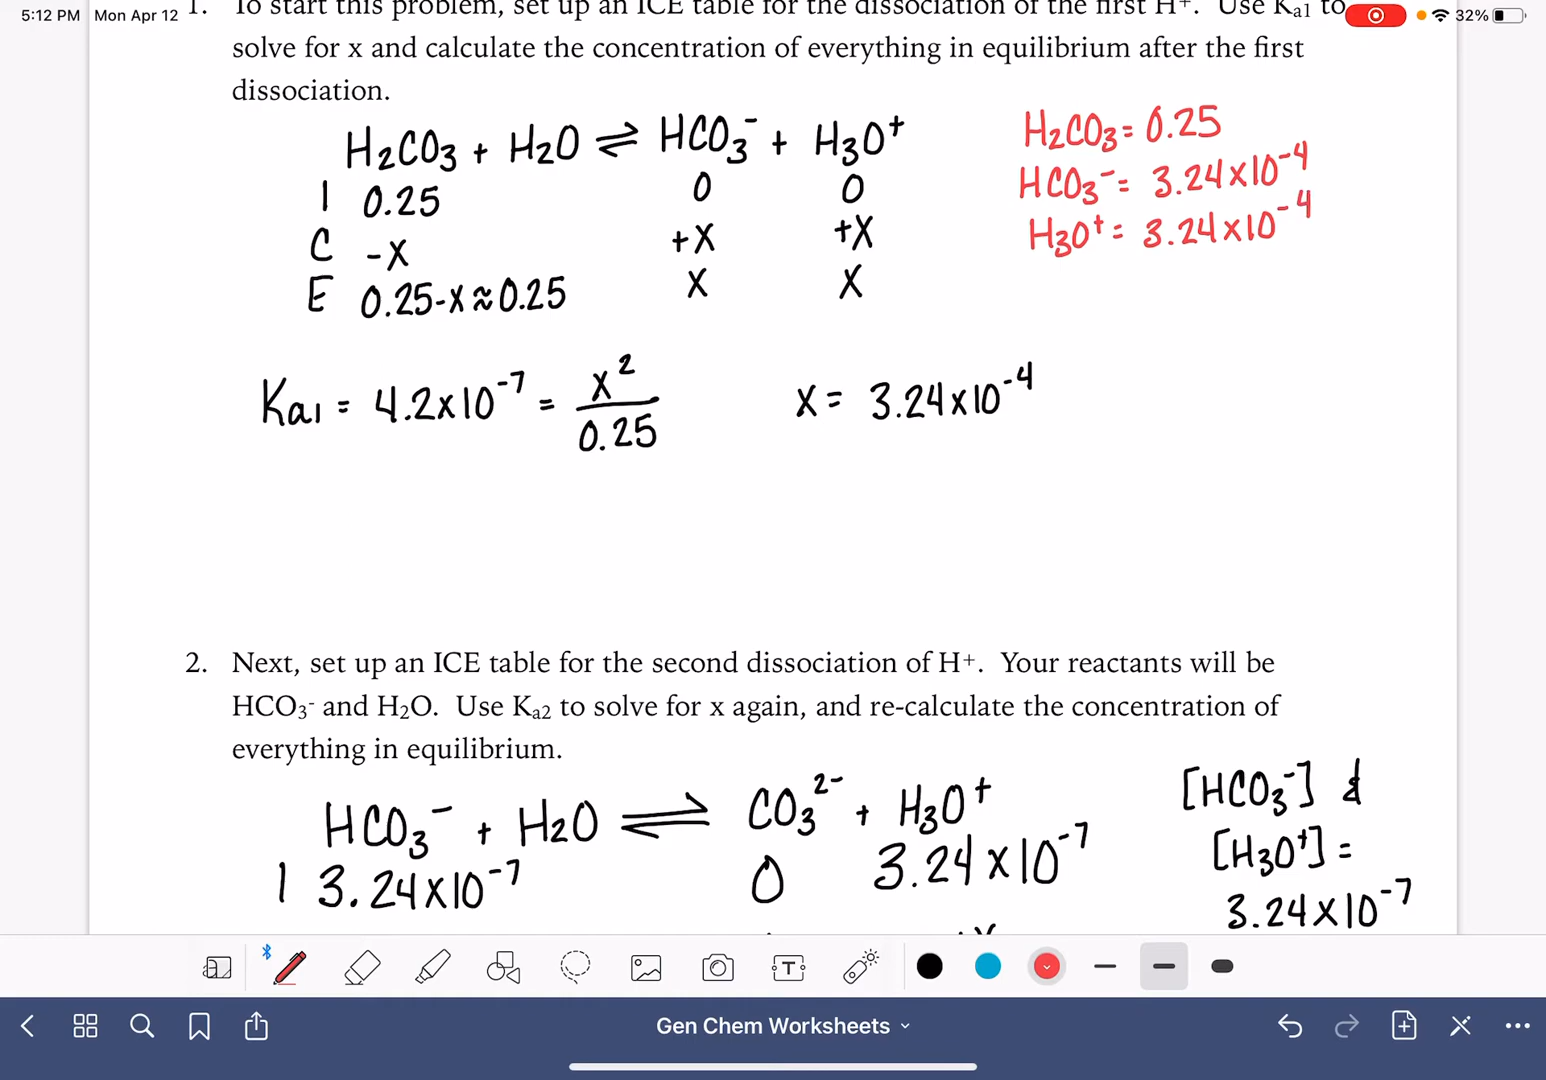 5:12 PM Mon Apr 12
32%
1. To start this problem, set up an ICE table for the dissociation of the first H+. Use Ka1 to
solve for x and calculate the concentration of everything in equilibrium after the first
dissociation.
H₂CO₃ + H₂O ⇌ HCO₃⁻ + H₃O⁺
I 0.25 0 0
C -x +x +x
E 0.25-x≈0.25 x x
H₂CO₃ = 0.25
HCO₃⁻ = 3.24x10⁻⁴
H₃O⁺ = 3.24x10⁻⁴
Ka1 = 4.2x10⁻⁷ = x²/0.25
x = 3.24x10⁻⁴
2. Next, set up an ICE table for the second dissociation of H+. Your reactants will be
HCO₃⁻ and H₂O. Use Ka2 to solve for x again, and re-calculate the concentration of
everything in equilibrium.
HCO₃⁻ + H₂O ⇌ CO₃²⁻ + H₃O⁺
I 3.24x10⁻⁷ 0 3.24x10⁻⁷
[HCO₃⁻] &
[H₃O⁺] =
3.24x10⁻⁷
Gen Chem Worksheets